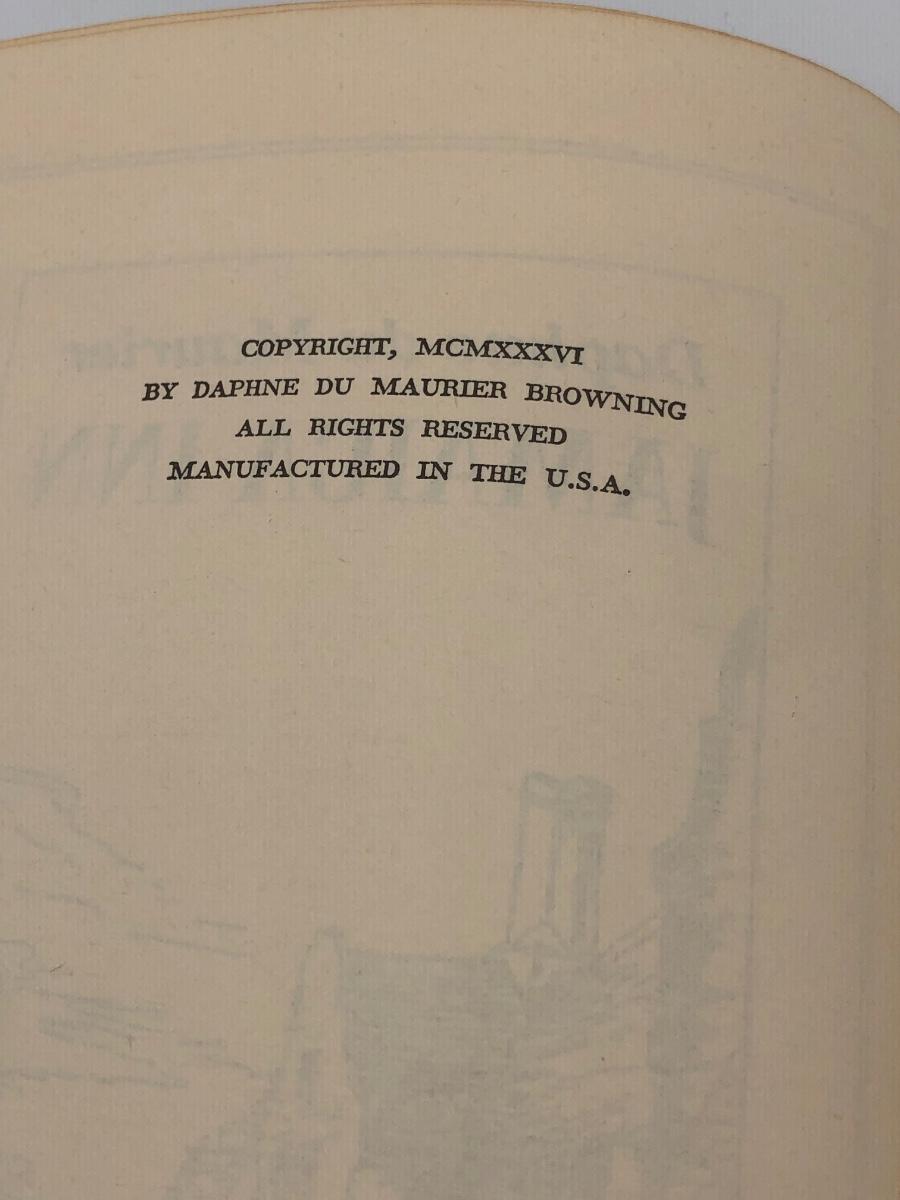 COPYRIGHT, MCMXXXVI
BY DAPHNE DU MAURIER BROWNING
ALL RIGHTS RESERVED
MANUFACTURED IN THE U.S.A.